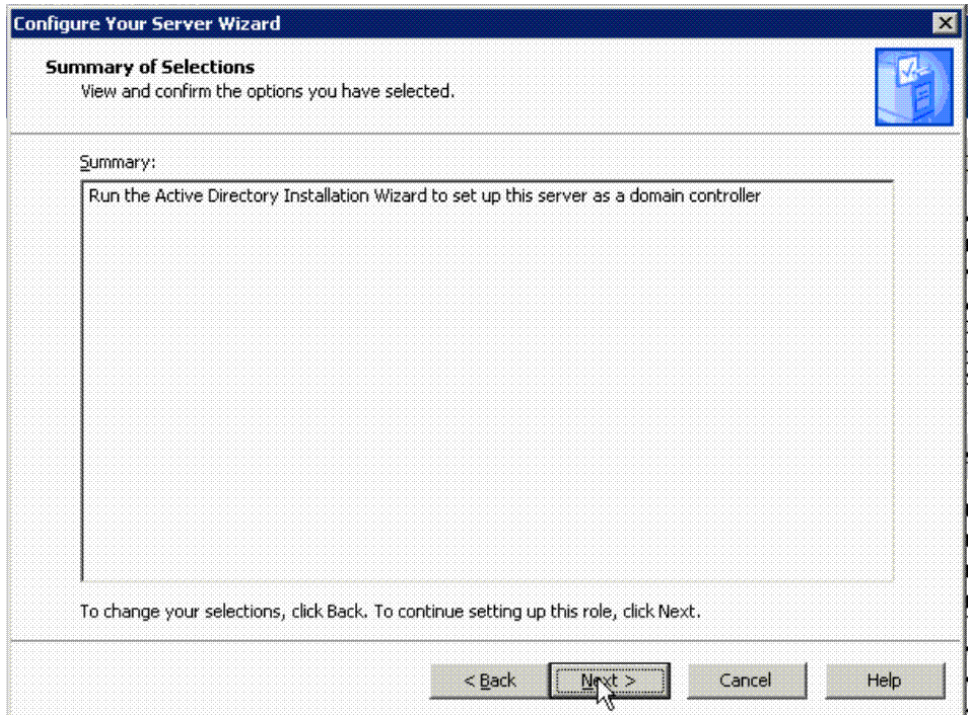 Configure Your Server Wizard
Summary of Selections
View and confirm the options you have selected.
Summary:
Run the Active Directory Installation Wizard to set up this server as a domain controller
To change your selections, click Back. To continue setting up this role, click Next.
< Back Next > Cancel Help